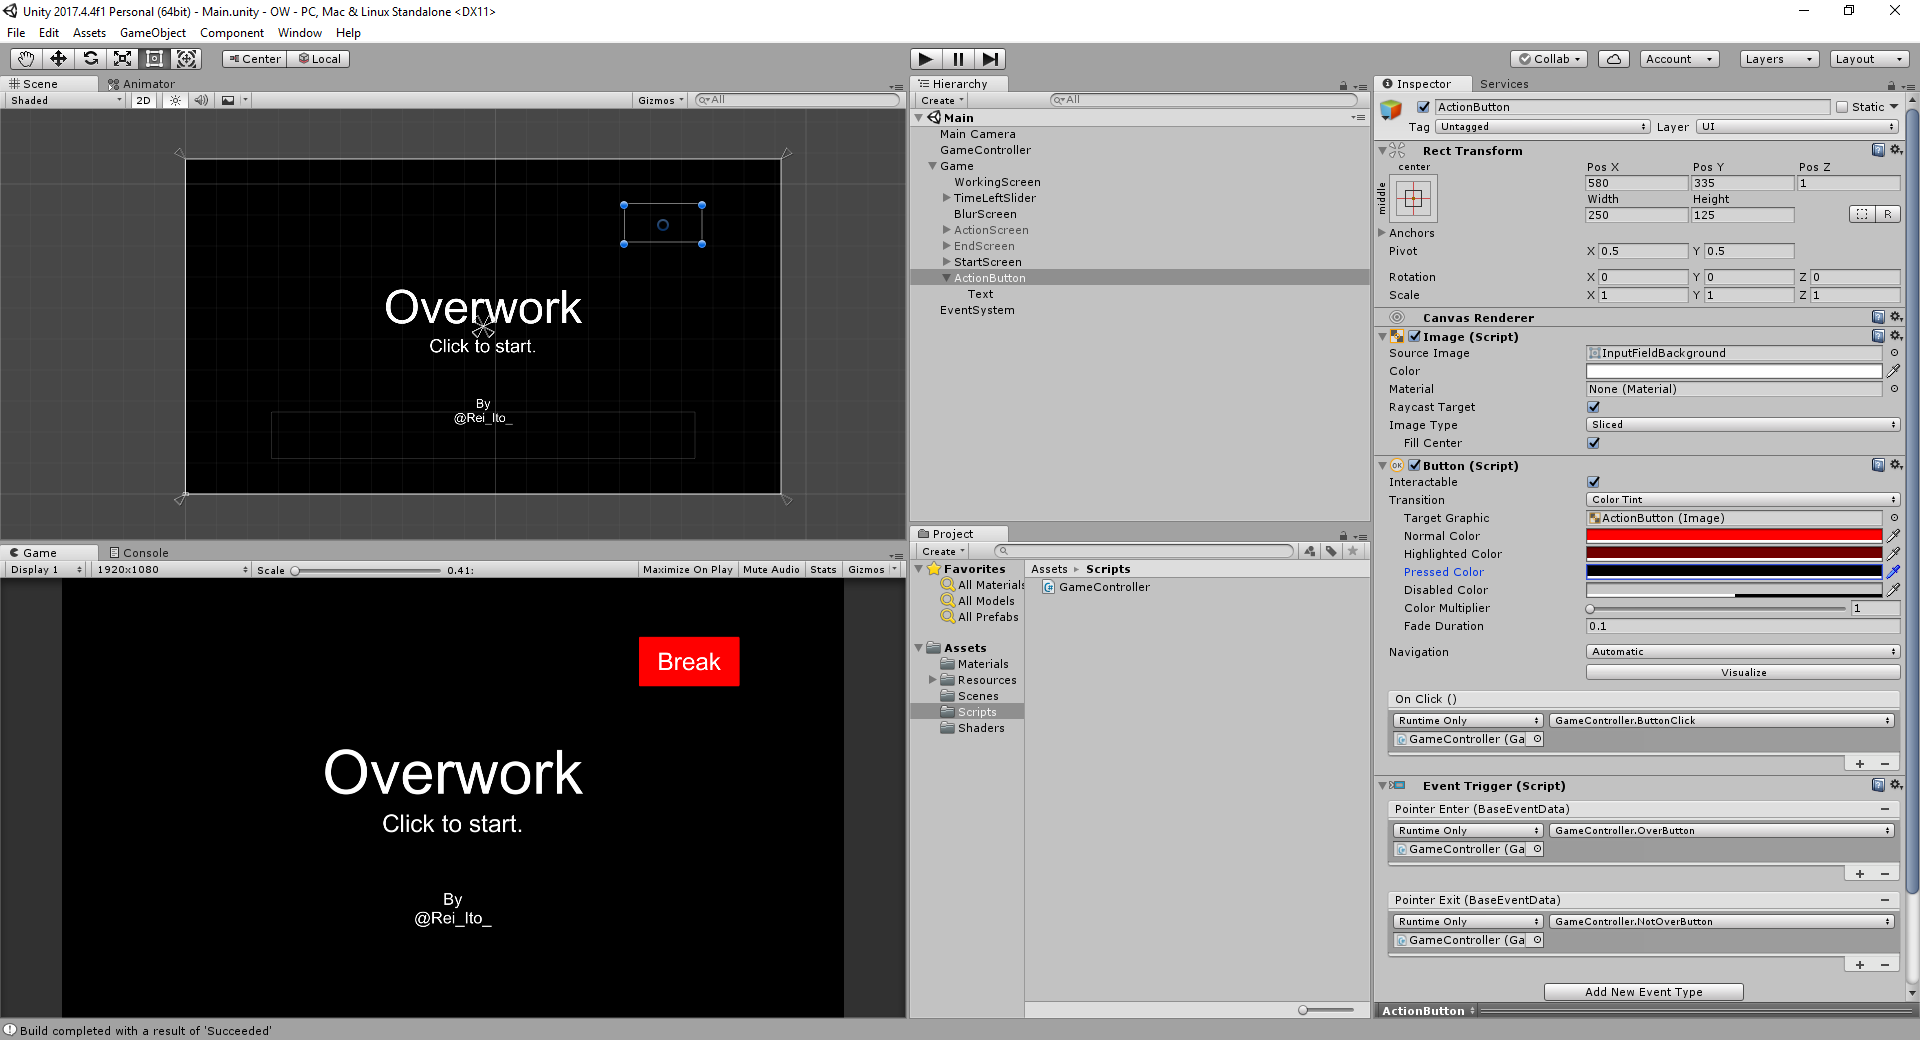 Unity 2017.4.4f1 Personal (64bit) - Main.unity - OW - PC, Mac & Linux Standalone <DX11>
File Edit Assets GameObject Component Window Help
Center Local
Collab Account Layers Layout
Scene Animator
Shaded 2D Gizmos All
Overwork
Click to start.
By
@Rei_Ito_
Game Console
Display 1 1920x1080 Scale 0.41: Maximize On Play Mute Audio Stats Gizmos
Break
Overwork
Click to start.
By
@Rei_Ito_
Hierarchy
Create All
Main
Main Camera
GameController
Game
WorkingScreen
TimeLeftSlider
BlurScreen
ActionScreen
EndScreen
StartScreen
ActionButton
Text
EventSystem
Project
Create
Favorites
All Materials
All Models
All Prefabs
Assets
Materials
Resources
Scenes
Scripts
Shaders
Assets Scripts
GameController
Inspector Services
ActionButton Static
Tag Untagged Layer UI
Rect Transform
center Pos X Pos Y Pos Z
middle 580 335 1
Width Height
250 125 R
Anchors
Pivot X 0.5 Y 0.5
Rotation X 0 Y 0 Z 0
Scale X 1 Y 1 Z 1
Canvas Renderer
Image (Script)
Source Image InputFieldBackground
Color
Material None (Material)
Raycast Target
Image Type Sliced
Fill Center
OK Button (Script)
Interactable
Transition Color Tint
Target Graphic ActionButton (Image)
Normal Color
Highlighted Color
Pressed Color
Disabled Color
Color Multiplier 1
Fade Duration 0.1
Navigation Automatic
Visualize
On Click ()
Runtime Only GameController.ButtonClick
GameController (Ga
+ −
Event Trigger (Script)
Pointer Enter (BaseEventData) −
Runtime Only GameController.OverButton
GameController (Ga
+ −
Pointer Exit (BaseEventData) −
Runtime Only GameController.NotOverButton
GameController (Ga
+ −
Add New Event Type
ActionButton
Build completed with a result of 'Succeeded'